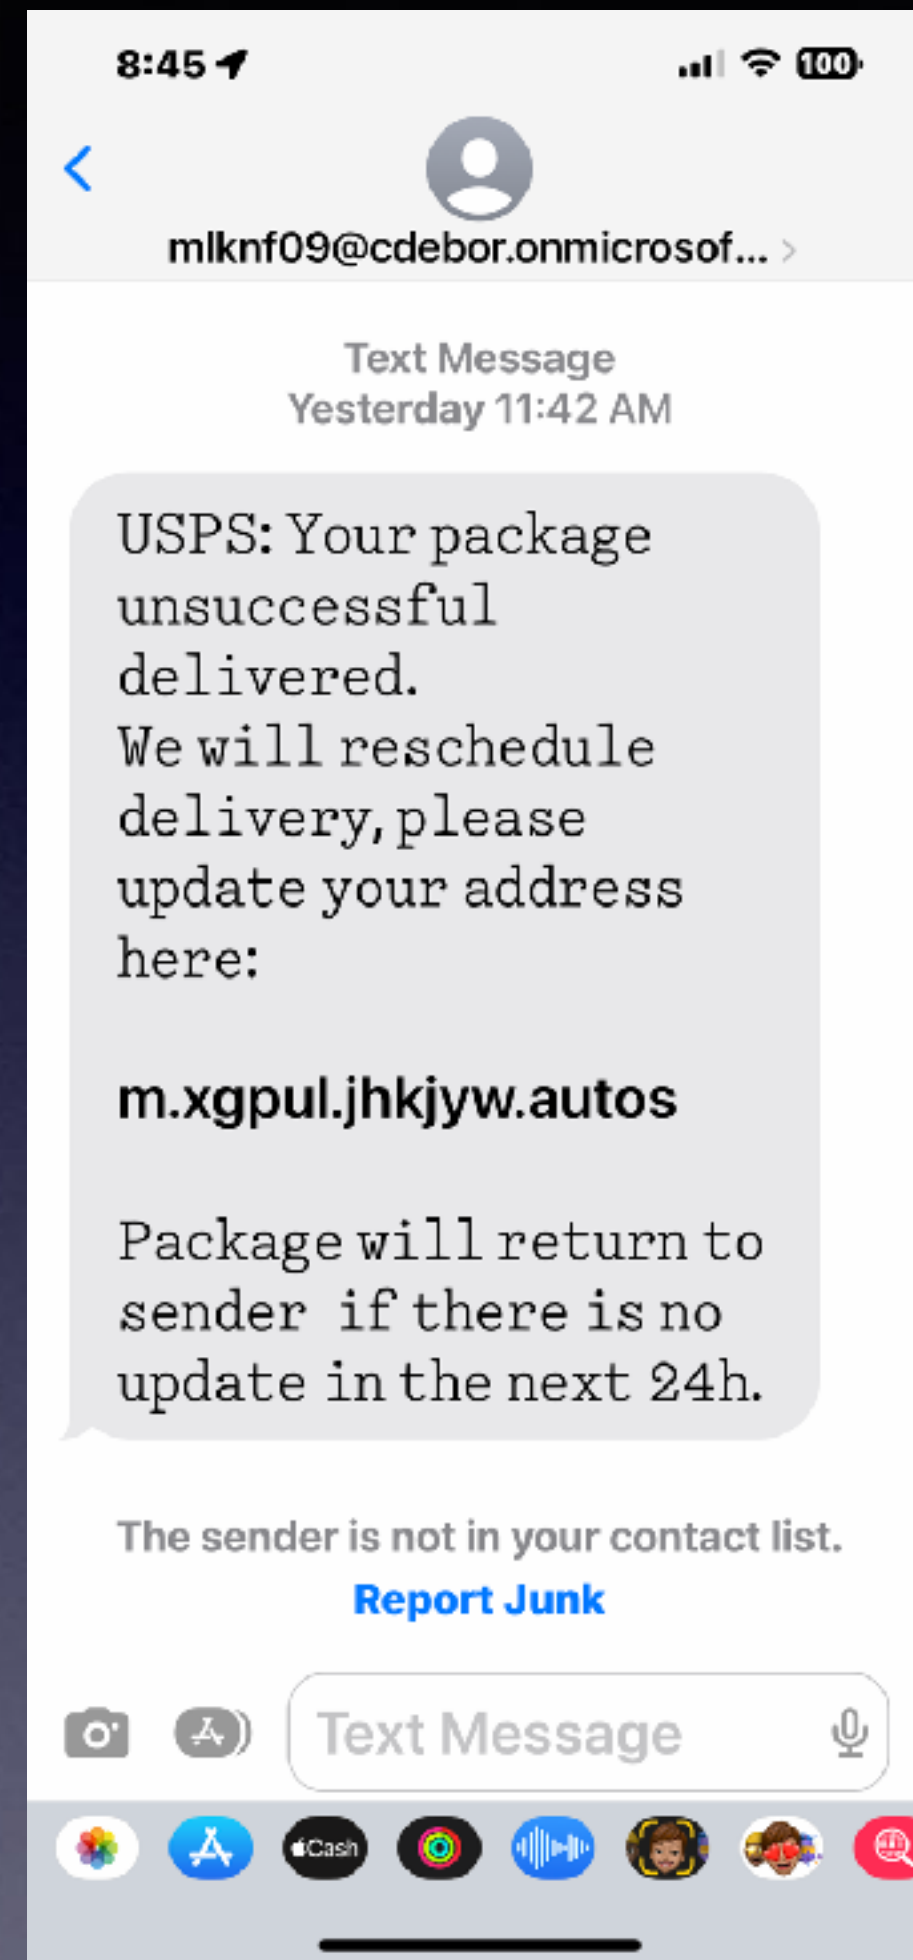 8:45
100
mlknf09@cdebor.onmicrosof...
Text Message
Yesterday 11:42 AM
USPS: Your package
unsuccessful
delivered.
We will reschedule
delivery, please
update your address
here:
m.xgpul.jhkjyw.autos
Package will return to
sender if there is no
update in the next 24h.
The sender is not in your contact list.
Report Junk
Text Message
Cash